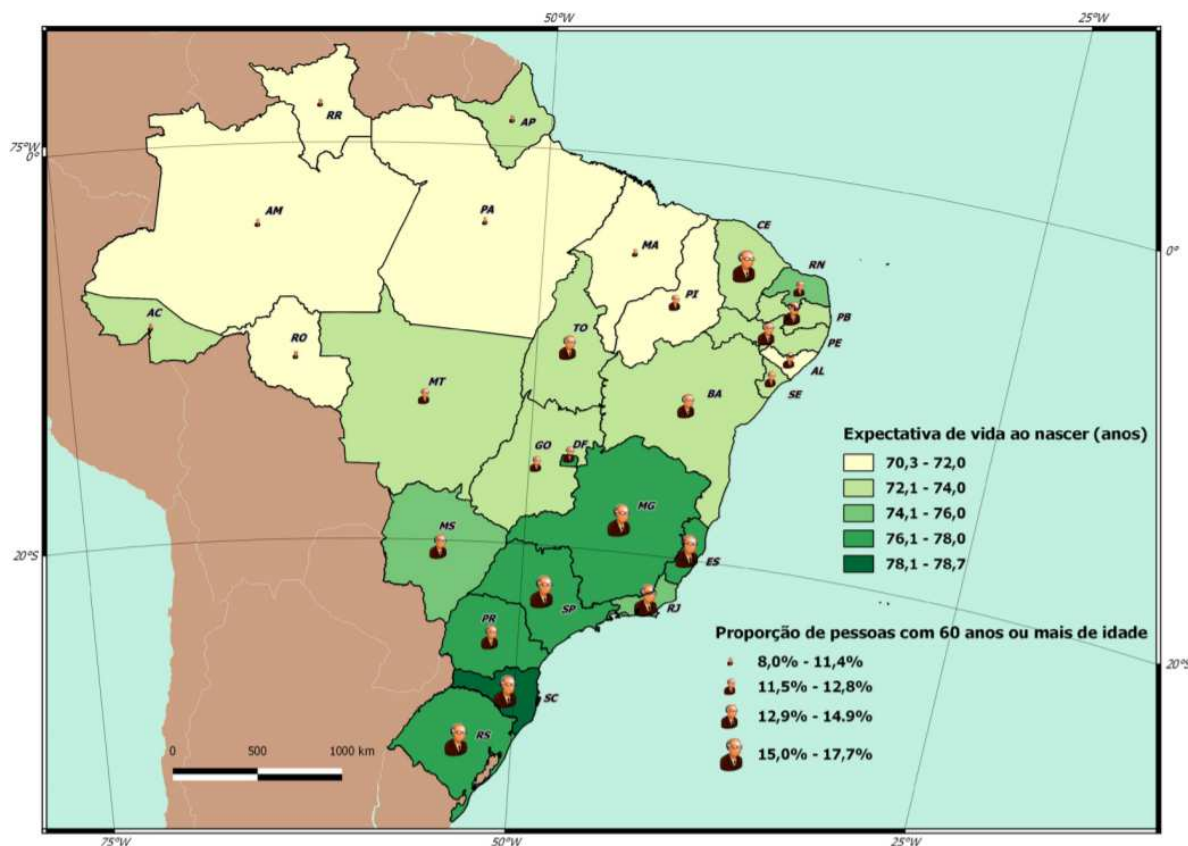 50°W
25°W
75°W
0°
RR
AP
AM
PA
MA
CE
0°
RN
PI
PB
AC
TO
PE
RO
AL
MT
BA
SE
GO
DF
Expectativa de vida ao nascer (anos)
70,3 - 72,0
72,1 - 74,0
74,1 - 76,0
76,1 - 78,0
78,1 - 78,7
MG
MS
20°S
ES
SP
RJ
PR
Proporção de pessoas com 60 anos ou mais de idade
8,0% - 11,4%
11,5% - 12,8%
12,9% - 14.9%
15,0% - 17,7%
20°S
SC
RS
0 500 1000 km
75°W
50°W
25°W